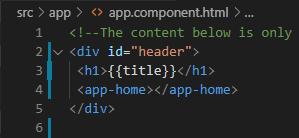 src > app > app.component.html > ...
1 <!--The content below is only
2 <div id="header">
3 <h1>{{title}}</h1>
4 <app-home></app-home>
5 </div>
6